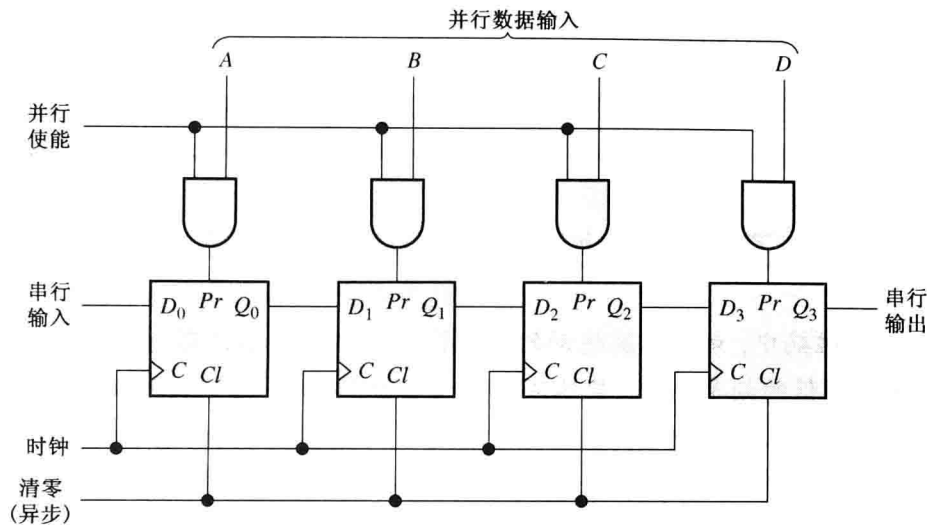 并行数据输入
A B C D
并行
使能
串行
输入
D₀ Pr Q₀
D₁ Pr Q₁
D₂ Pr Q₂
D₃ Pr Q₃
串行
输出
C Cl
C Cl
C Cl
C Cl
时钟
清零
(异步)